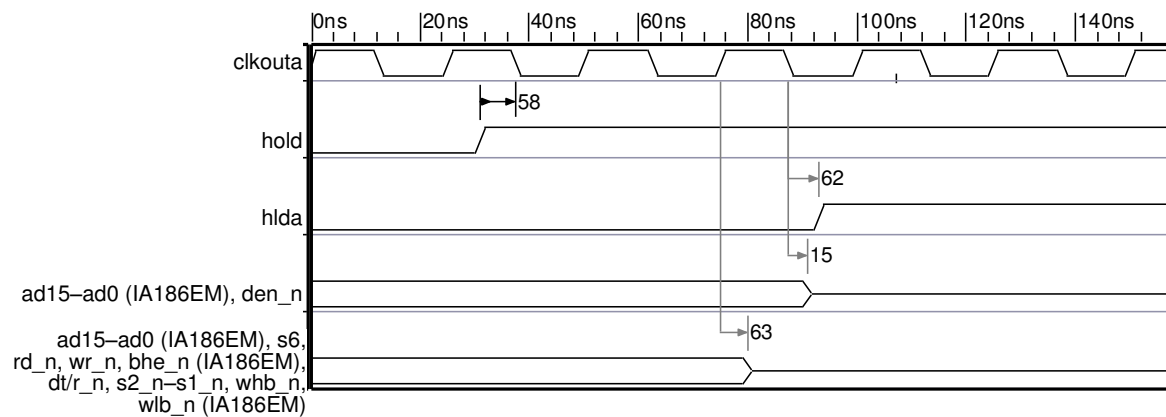 0ns 20ns 40ns 60ns 80ns 100ns 120ns 140ns
clkouta
58
hold
62
hlda
15
ad15–ad0 (IA186EM), den_n
63
ad15–ad0 (IA186EM), s6,
rd_n, wr_n, bhe_n (IA186EM),
dt/r_n, s2_n–s1_n, whb_n,
wlb_n (IA186EM)